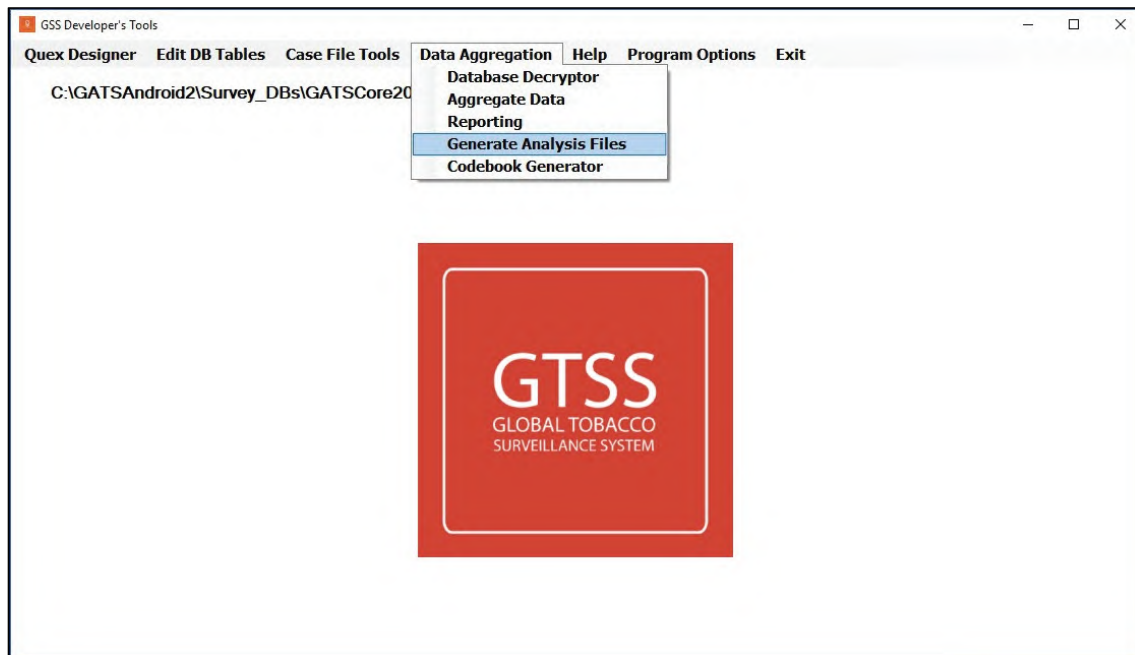 GSS Developer's Tools
Quex Designer Edit DB Tables Case File Tools Data Aggregation Help Program Options Exit
C:\GATSAndroid2\Survey_DBs\GATSCore20
Database Decryptor
Aggregate Data
Reporting
Generate Analysis Files
Codebook Generator
GTSS
GLOBAL TOBACCO
SURVEILLANCE SYSTEM